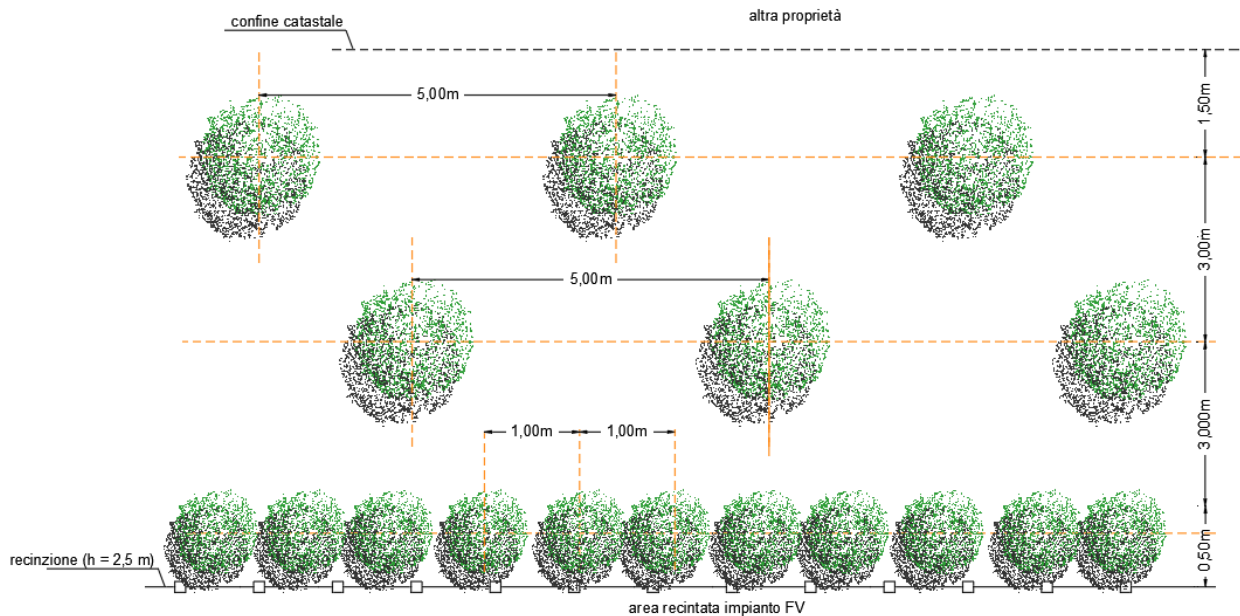 altra proprietà
confine catastale
5,00m
1,50m
3,00m
5,00m
3,000m
1,00m
1,00m
0,50m
recinzione (h = 2,5 m)
area recintata impianto FV